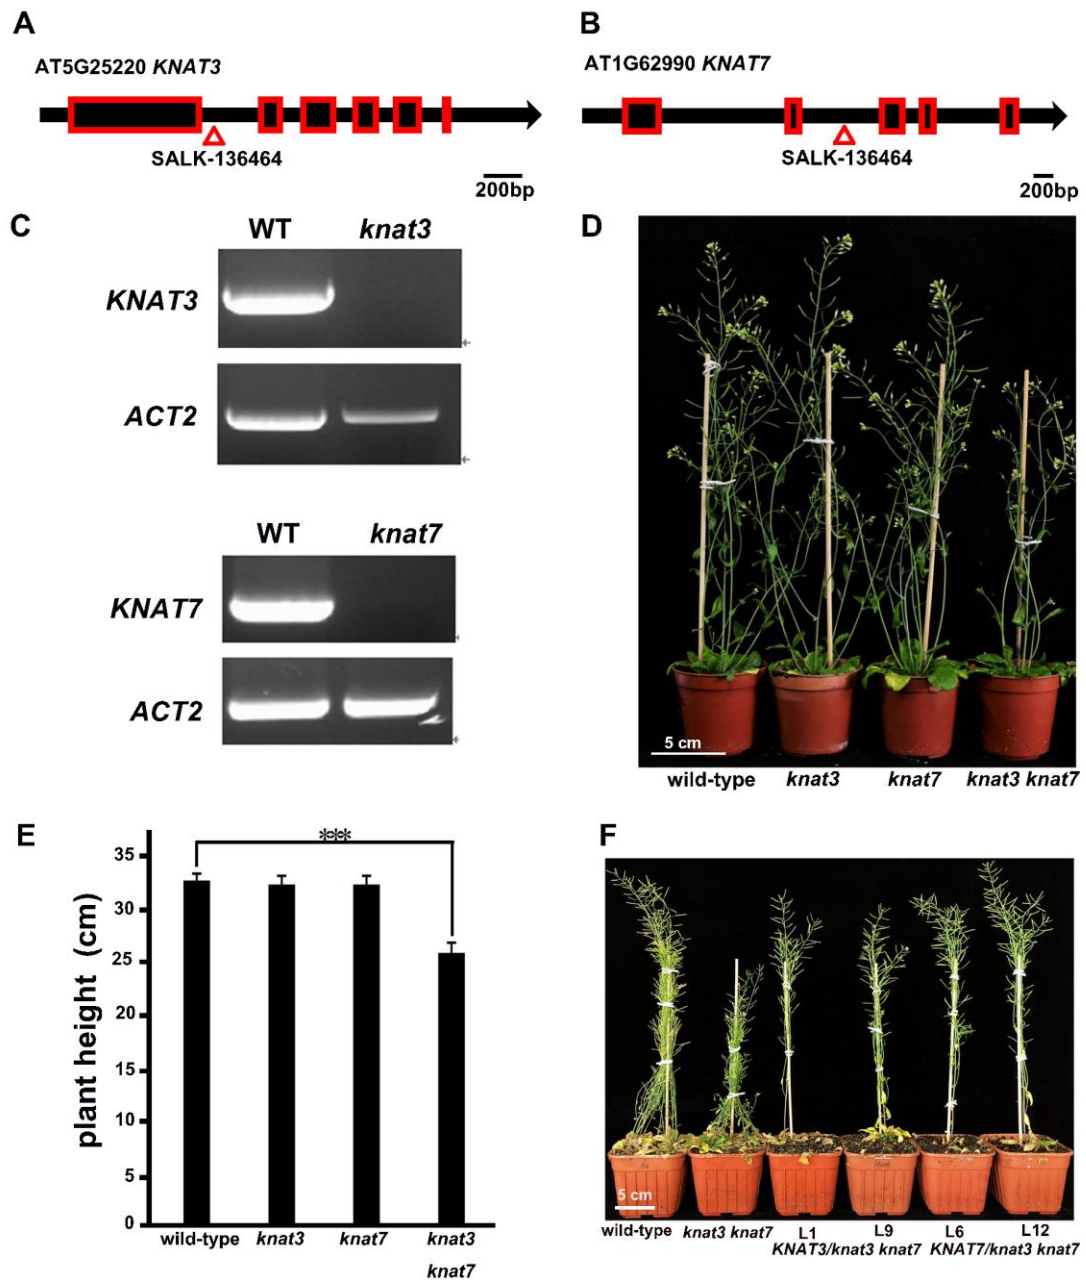 A
AT5G25220 KNAT3
SALK-136464
200bp
B
AT1G62990 KNAT7
SALK-136464
200bp
C
WT knat3
KNAT3
ACT2
WT knat7
KNAT7
ACT2
D
5 cm
wild-type knat3 knat7 knat3 knat7
E
***
plant height (cm)
35
30
25
20
15
10
5
0
wild-type knat3 knat7 knat3
knat7
F
5 cm
wild-type knat3 knat7 L1 L9 L6 L12
KNAT3/knat3 knat7 KNAT7/knat3 knat7